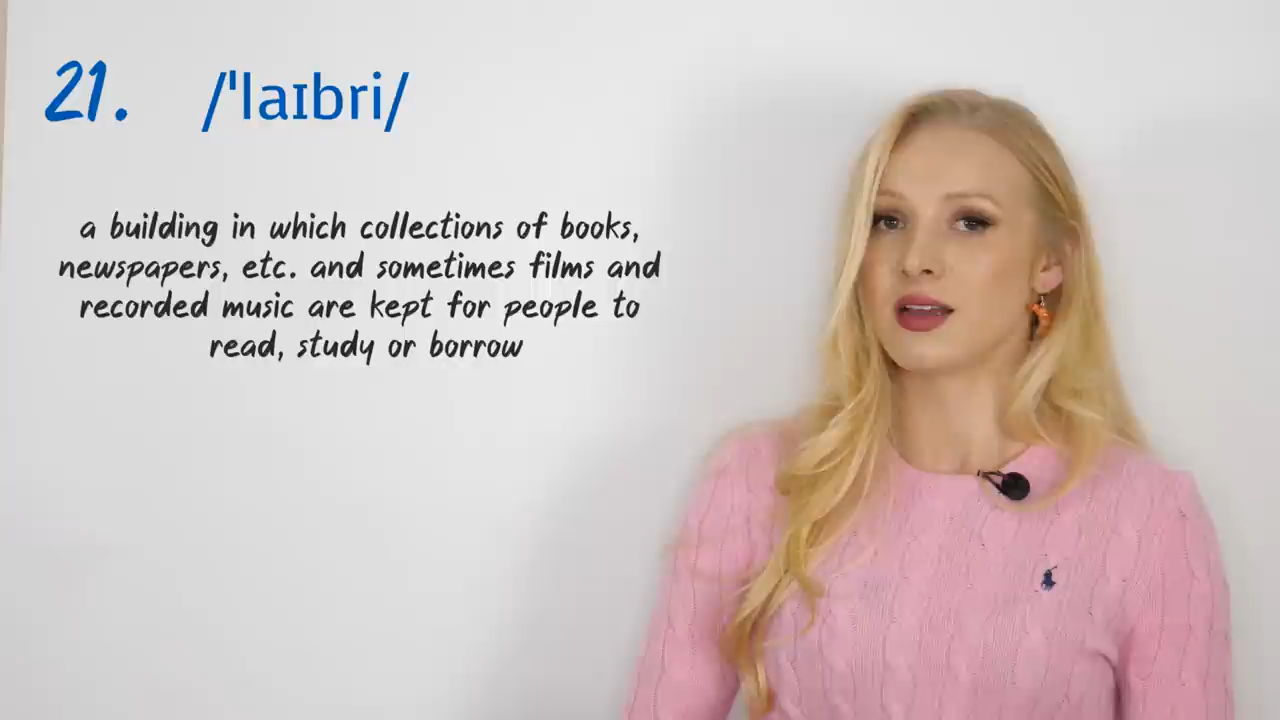 21. /ˈlaɪbri/
a building in which collections of books,
newspapers, etc. and sometimes films and
recorded music are kept for people to
read, study or borrow